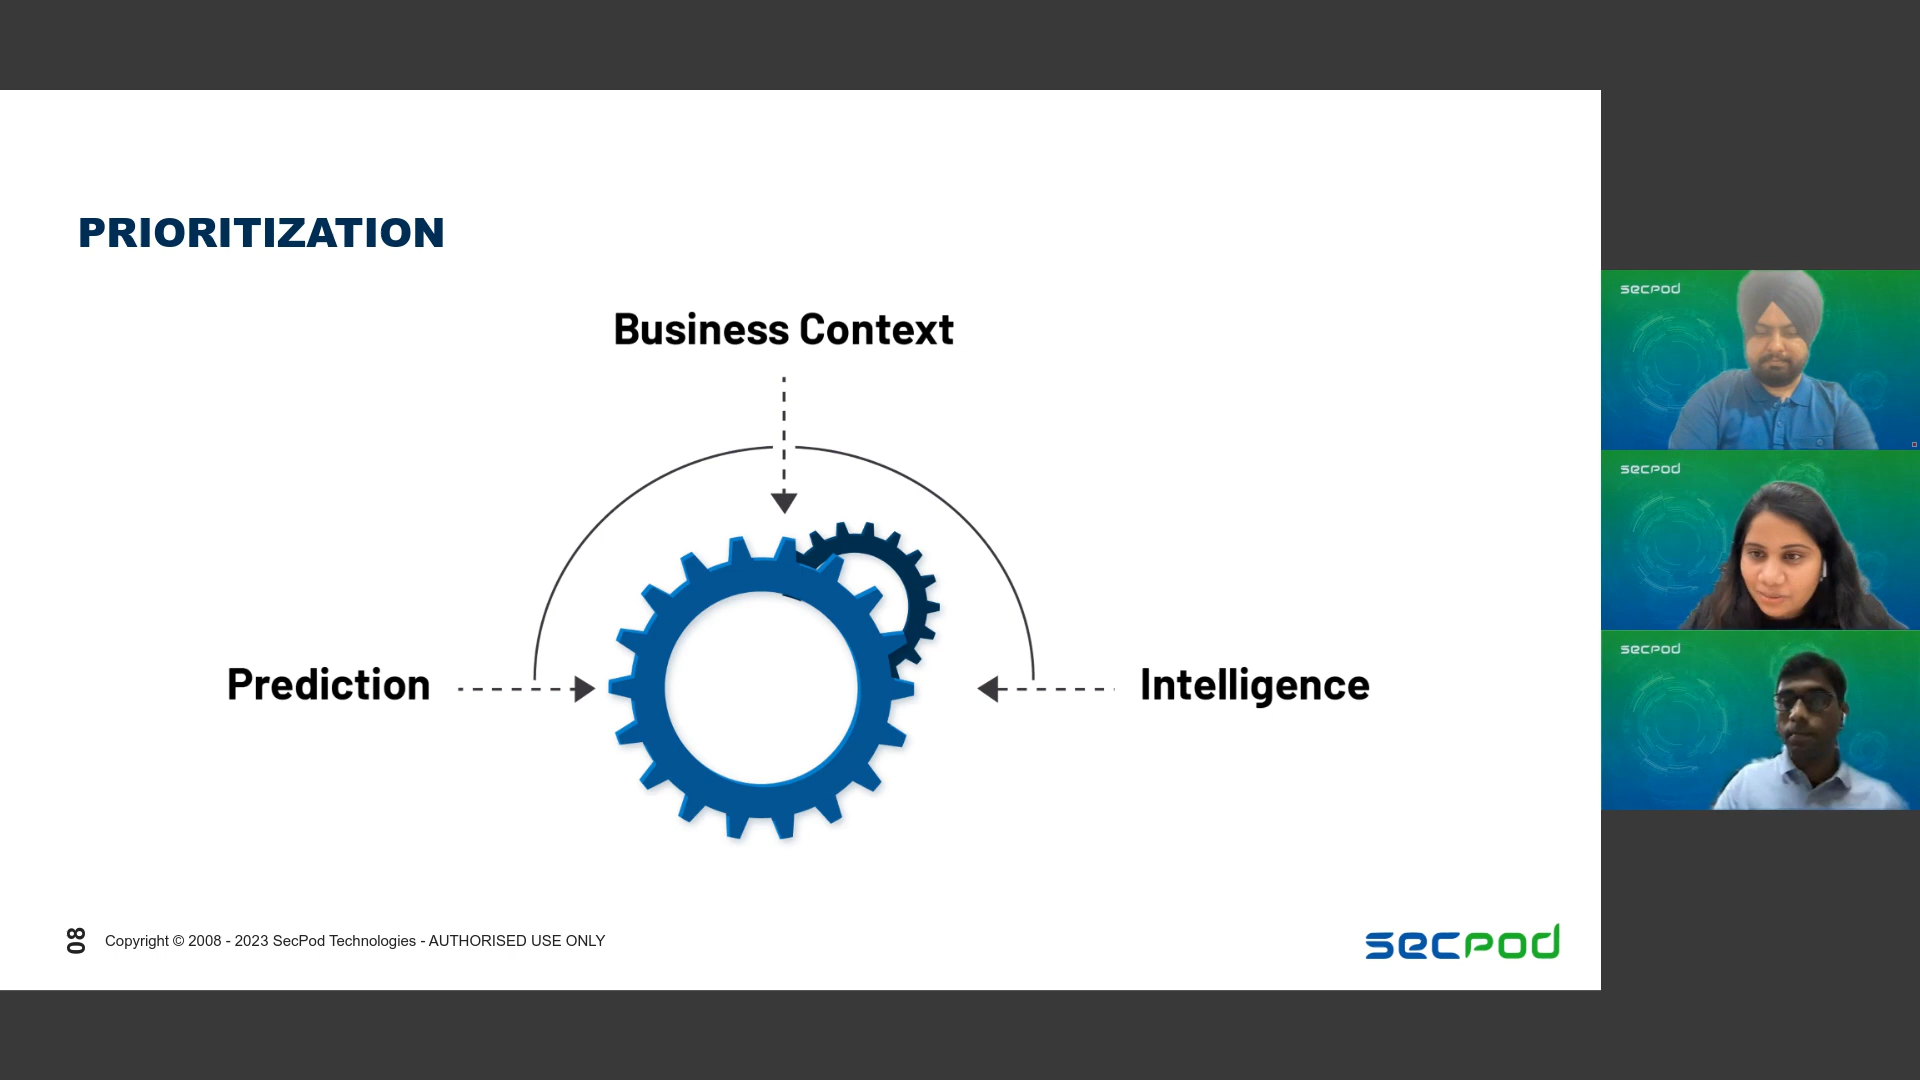 PRIORITIZATION
Business Context
Prediction
Intelligence
08
Copyright © 2008 - 2023 SecPod Technologies - AUTHORISED USE ONLY
secpod
secpod
secpod
secpod